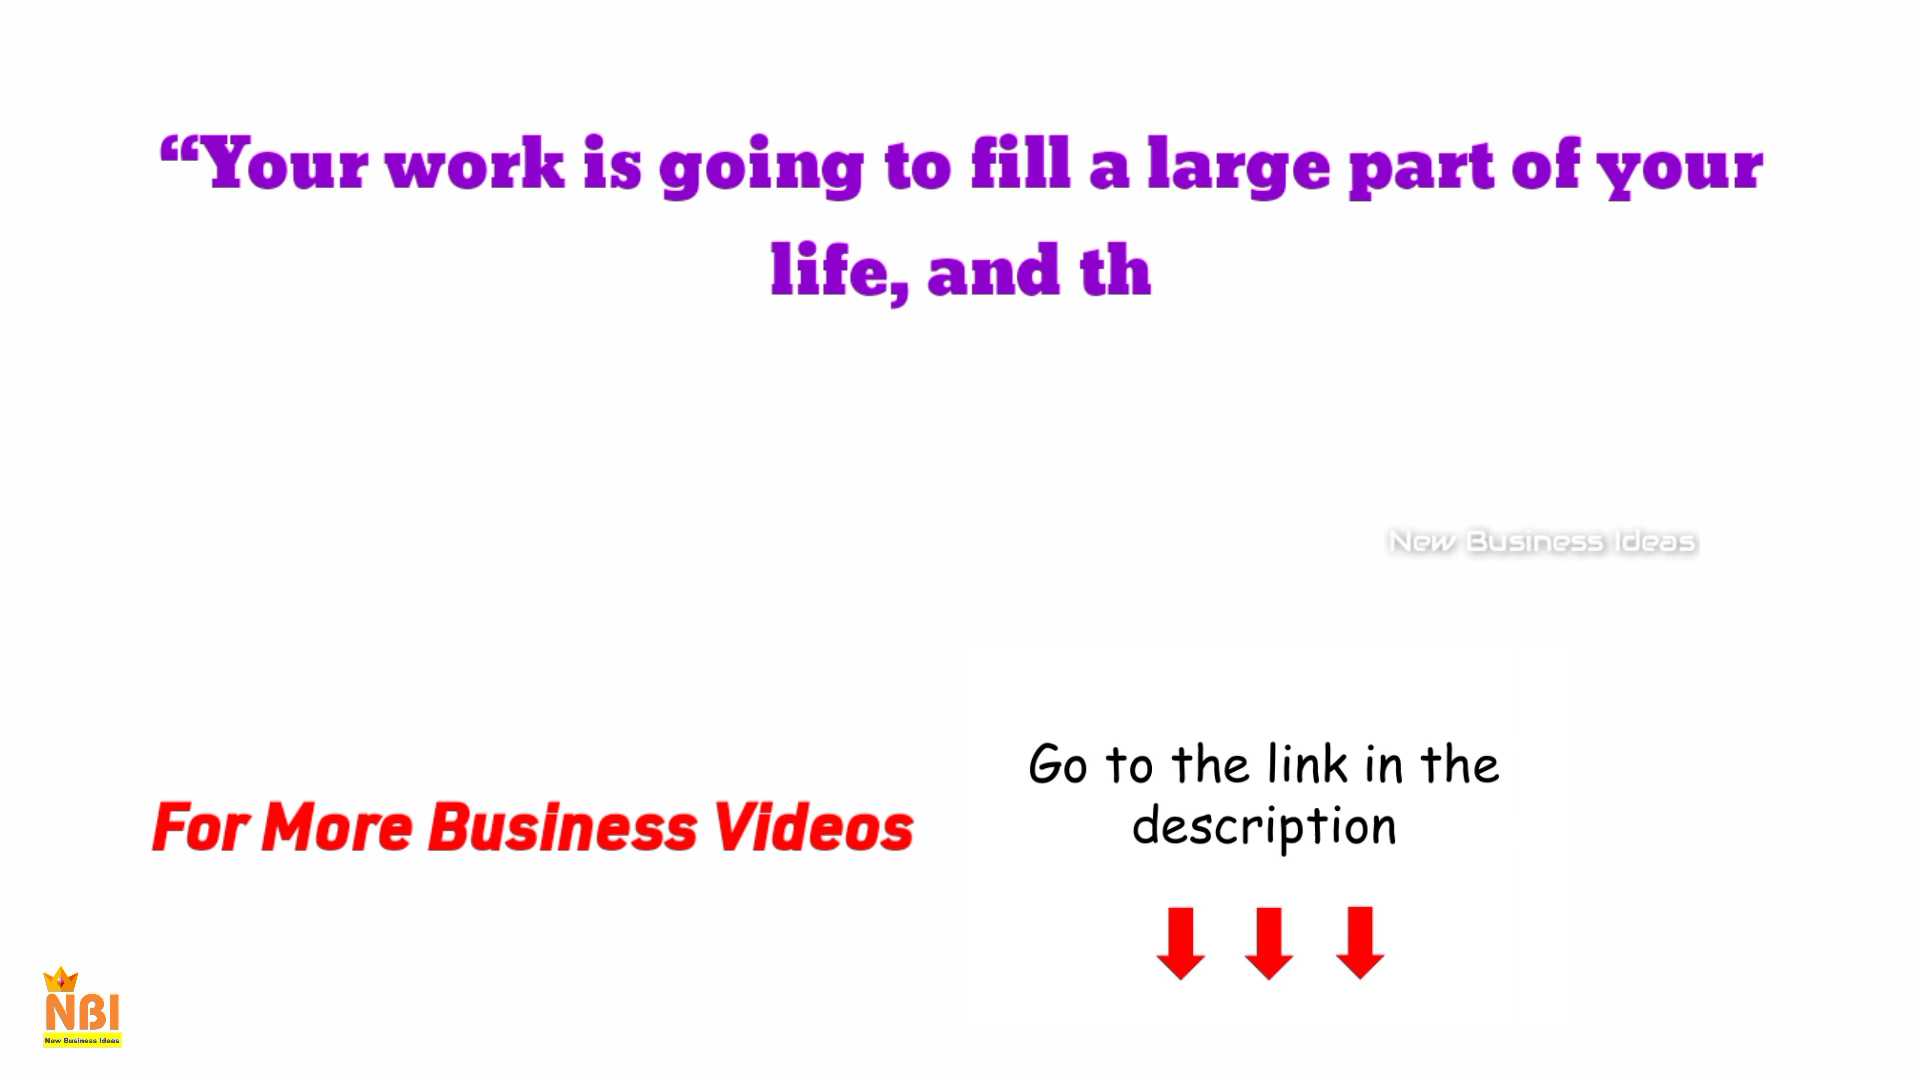 “Your work is going to fill a large part of your
life, and th
New Business Ideas
Go to the link in the
description
For More Business Videos
NBI
New Business Ideas